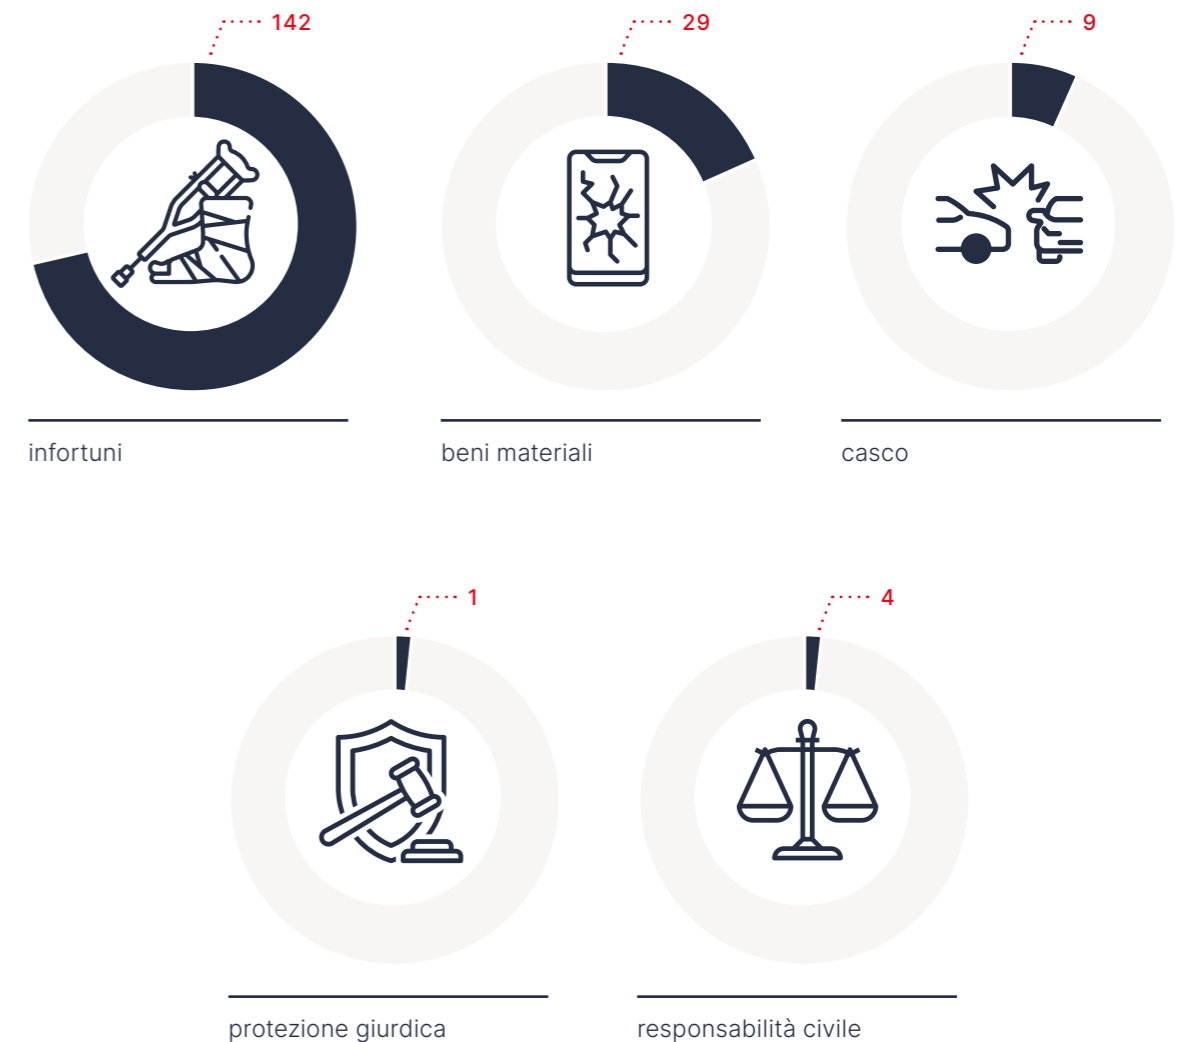 142
29
9
infortuni
beni materiali
casco
1
4
protezione giurdica
responsabilità civile